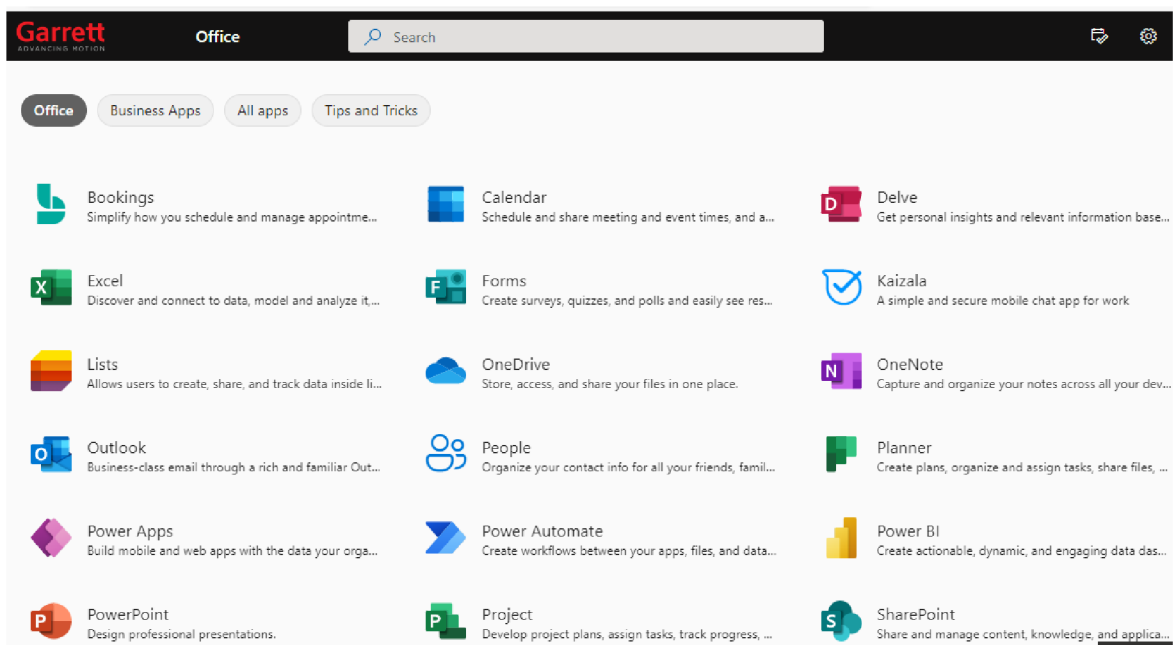 Garrett
ADVANCING MOTION
Office
Search
Office
Business Apps
All apps
Tips and Tricks
Bookings
Simplify how you schedule and manage appointme...
Calendar
Schedule and share meeting and event times, and a...
Delve
Get personal insights and relevant information base...
Excel
Discover and connect to data, model and analyze it,...
Forms
Create surveys, quizzes, and polls and easily see res...
Kaizala
A simple and secure mobile chat app for work
Lists
Allows users to create, share, and track data inside li...
OneDrive
Store, access, and share your files in one place.
OneNote
Capture and organize your notes across all your dev...
Outlook
Business-class email through a rich and familiar Out...
People
Organize your contact info for all your friends, famil...
Planner
Create plans, organize and assign tasks, share files, ...
Power Apps
Build mobile and web apps with the data your orga...
Power Automate
Create workflows between your apps, files, and data...
Power BI
Create actionable, dynamic, and engaging data das...
PowerPoint
Design professional presentations.
Project
Develop project plans, assign tasks, track progress, ...
SharePoint
Share and manage content, knowledge, and applica...